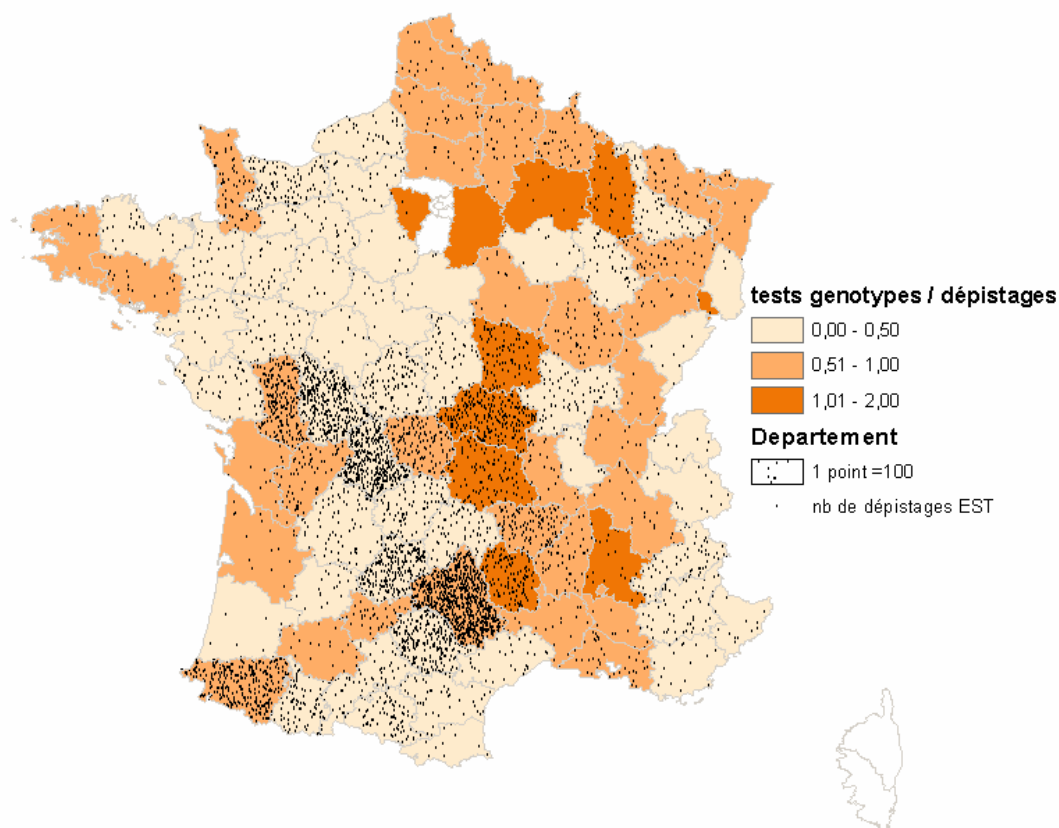 tests genotypes / dépistages
0,00 - 0,50
0,51 - 1,00
1,01 - 2,00
Departement
1 point =100
nb de dépistages EST